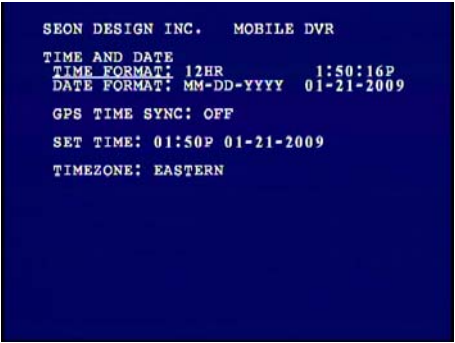 SEON DESIGN INC. MOBILE DVR
TIME AND DATE
TIME FORMAT: 12HR 1:50:16P
DATE FORMAT: MM-DD-YYYY 01-21-2009
GPS TIME SYNC: OFF
SET TIME: 01:50P 01-21-2009
TIMEZONE: EASTERN